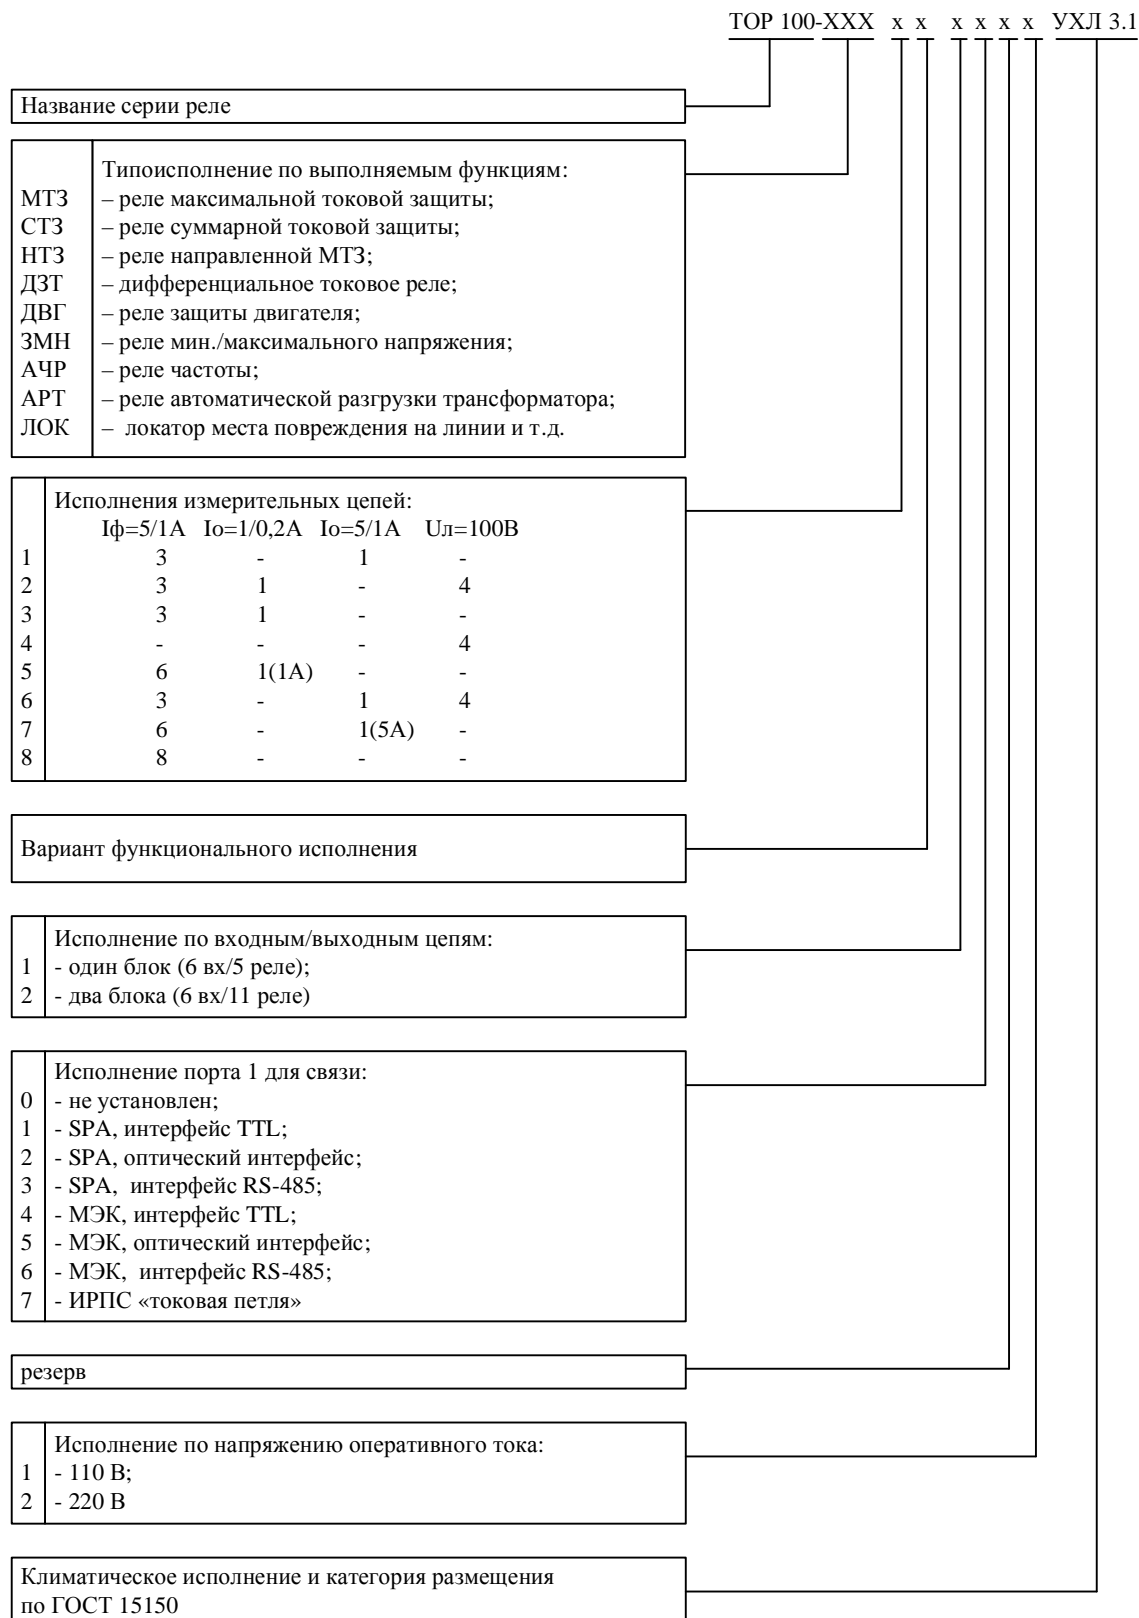 ТОР 100-XXX х х х х х х УХЛ 3.1
Название серии реле
Типоисполнение по выполняемым функциям:
МТЗ – реле максимальной токовой защиты;
СТЗ – реле суммарной токовой защиты;
НТЗ – реле направленной МТЗ;
ДЗТ – дифференциальное токовое реле;
ДВГ – реле защиты двигателя;
ЗМН – реле мин./максимального напряжения;
АЧР – реле частоты;
АРТ – реле автоматической разгрузки трансформатора;
ЛОК – локатор места повреждения на линии и т.д.
Исполнения измерительных цепей:
Iф=5/1А Iо=1/0,2А Iо=5/1А Uл=100В
1 3 - 1 -
2 3 1 - 4
3 3 1 - -
4 - - - 4
5 6 1(1А) - -
6 3 - 1 4
7 6 - 1(5А) -
8 8 - - -
Вариант функционального исполнения
Исполнение по входным/выходным цепям:
1 - один блок (6 вх/5 реле);
2 - два блока (6 вх/11 реле)
Исполнение порта 1 для связи:
0 - не установлен;
1 - SPA, интерфейс TTL;
2 - SPA, оптический интерфейс;
3 - SPA, интерфейс RS-485;
4 - МЭК, интерфейс TTL;
5 - МЭК, оптический интерфейс;
6 - МЭК, интерфейс RS-485;
7 - ИРПС «токовая петля»
резерв
Исполнение по напряжению оперативного тока:
1 - 110 В;
2 - 220 В
Климатическое исполнение и категория размещения
по ГОСТ 15150